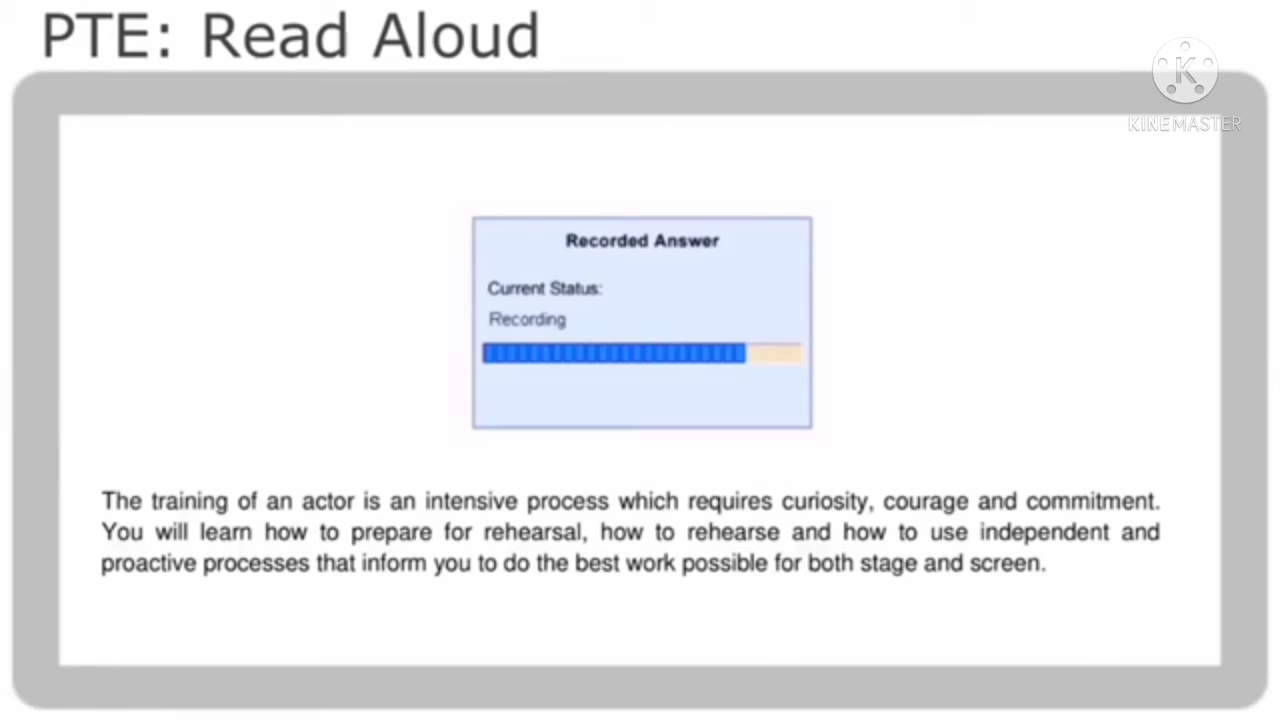 PTE: Read Aloud
K
KINEMASTER
Recorded Answer
Current Status:
Recording
The training of an actor is an intensive process which requires curiosity, courage and commitment.
You will learn how to prepare for rehearsal, how to rehearse and how to use independent and
proactive processes that inform you to do the best work possible for both stage and screen.